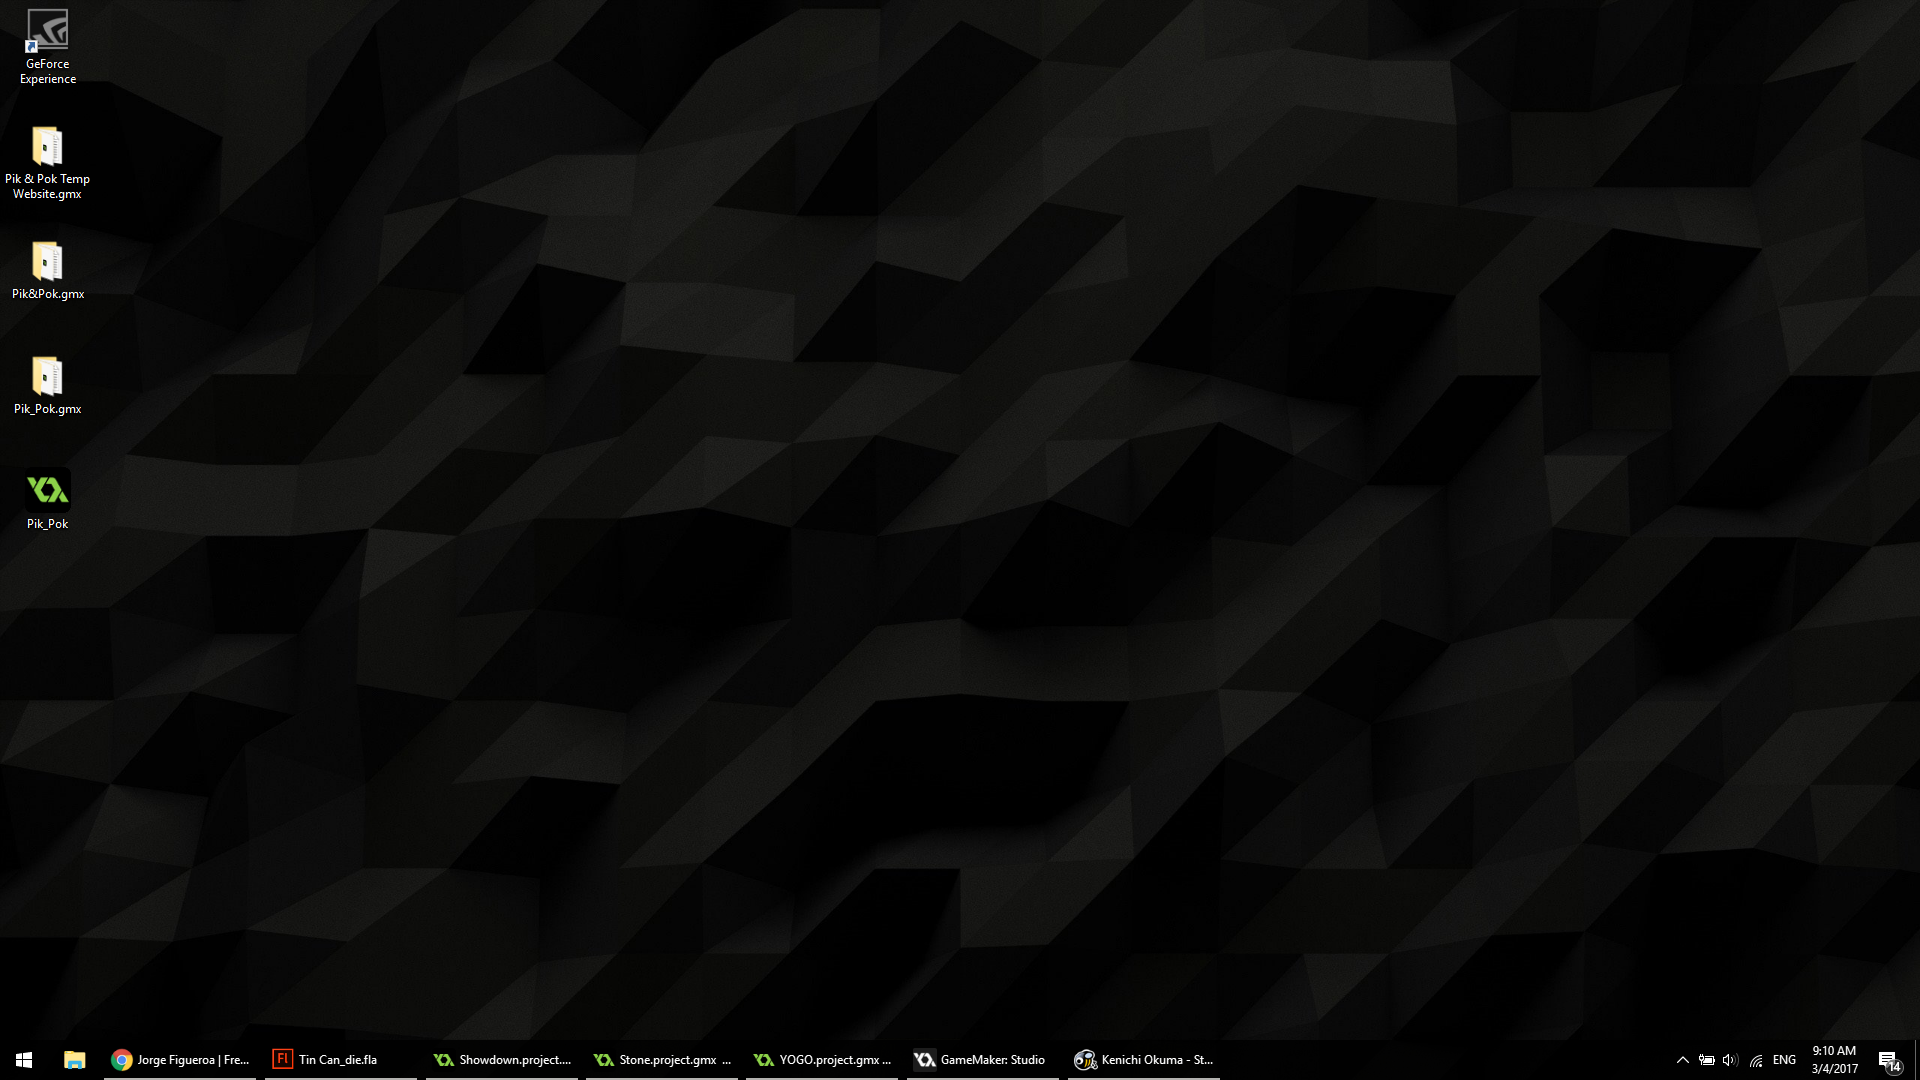 GeForce
Experience
Pik & Pok Temp
Website.gmx
Pik&Pok.gmx
Pik_Pok.gmx
Pik_Pok
Jorge Figueroa | Fre...
Fl
Tin Can_die.fla
Showdown.project....
Stone.project.gmx ...
YOGO.project.gmx ...
GameMaker: Studio
Kenichi Okuma - St...
ENG
9:10 AM
3/4/2017
14